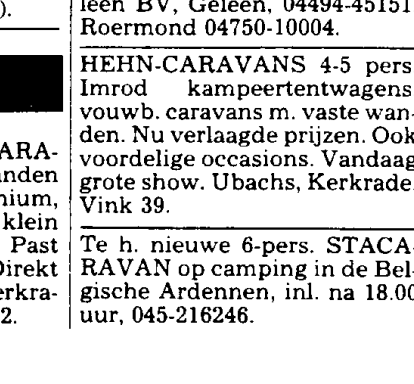 ).
ARA-
anden
nium,
klein
Past
Direkt
erkra-
2.
leen BV, Geleen, 04494-45151
Roermond 04750-10004.
HEHN-CARAVANS 4-5 pers
Imrod kampeertentwagens
vouwb. caravans m. vaste wan-
den. Nu verlaagde prijzen. Ook
voordelige occasions. Vandaag
grote show. Ubachs, Kerkrade.
Vink 39.
Te h. nieuwe 6-pers. STACA-
RAVAN op camping in de Bel-
gische Ardennen, inl. na 18.00
uur, 045-216246.